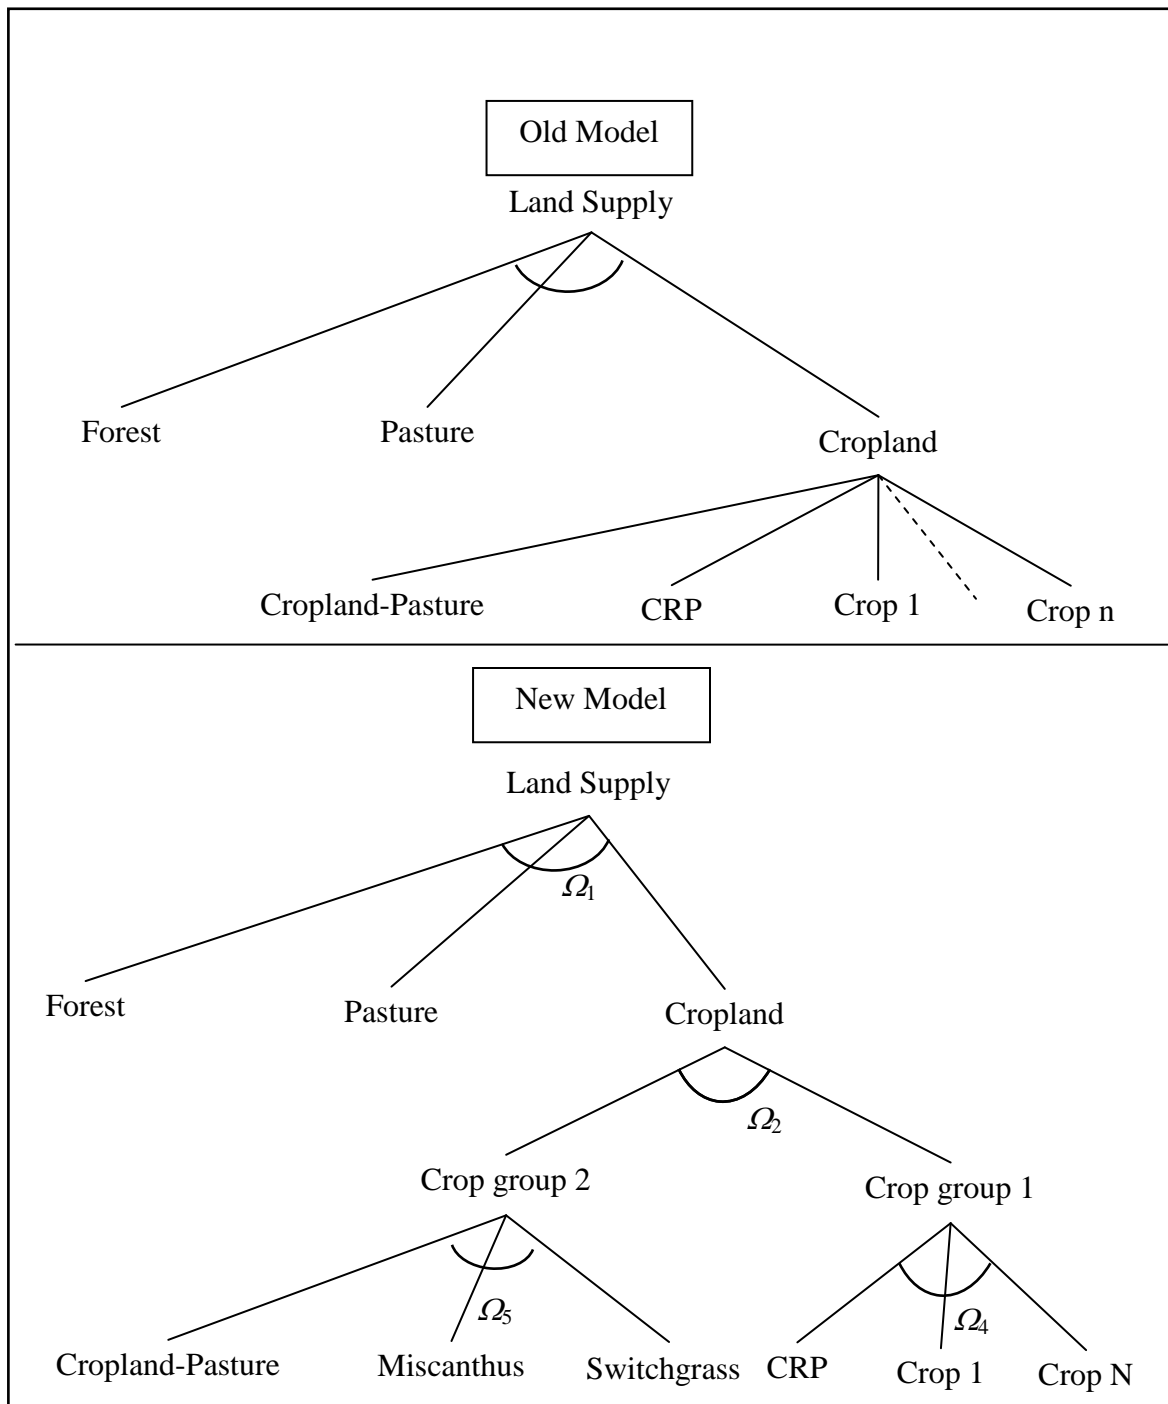 Old Model
Land Supply
Forest
Pasture
Cropland
Cropland-Pasture
CRP
Crop 1
Crop n
New Model
Land Supply
Ω1
Forest
Pasture
Cropland
Ω2
Crop group 2
Crop group 1
Ω5
Ω4
Cropland-Pasture
Miscanthus
Switchgrass
CRP
Crop 1
Crop N